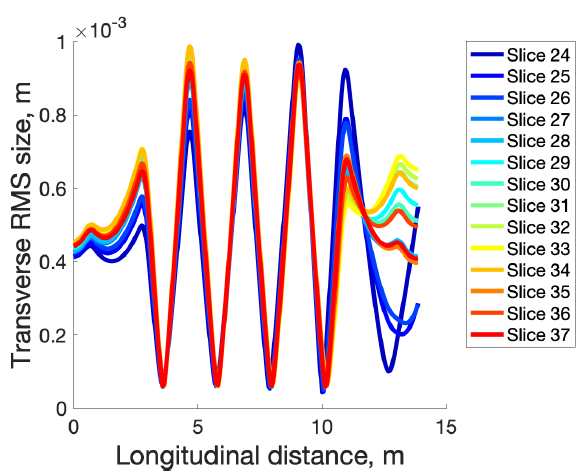 ×10⁻³
1
0.8
0.6
0.4
0.2
0
0 5 10 15
Transverse RMS size, m
Longitudinal distance, m
Slice 24
Slice 25
Slice 26
Slice 27
Slice 28
Slice 29
Slice 30
Slice 31
Slice 32
Slice 33
Slice 34
Slice 35
Slice 36
Slice 37